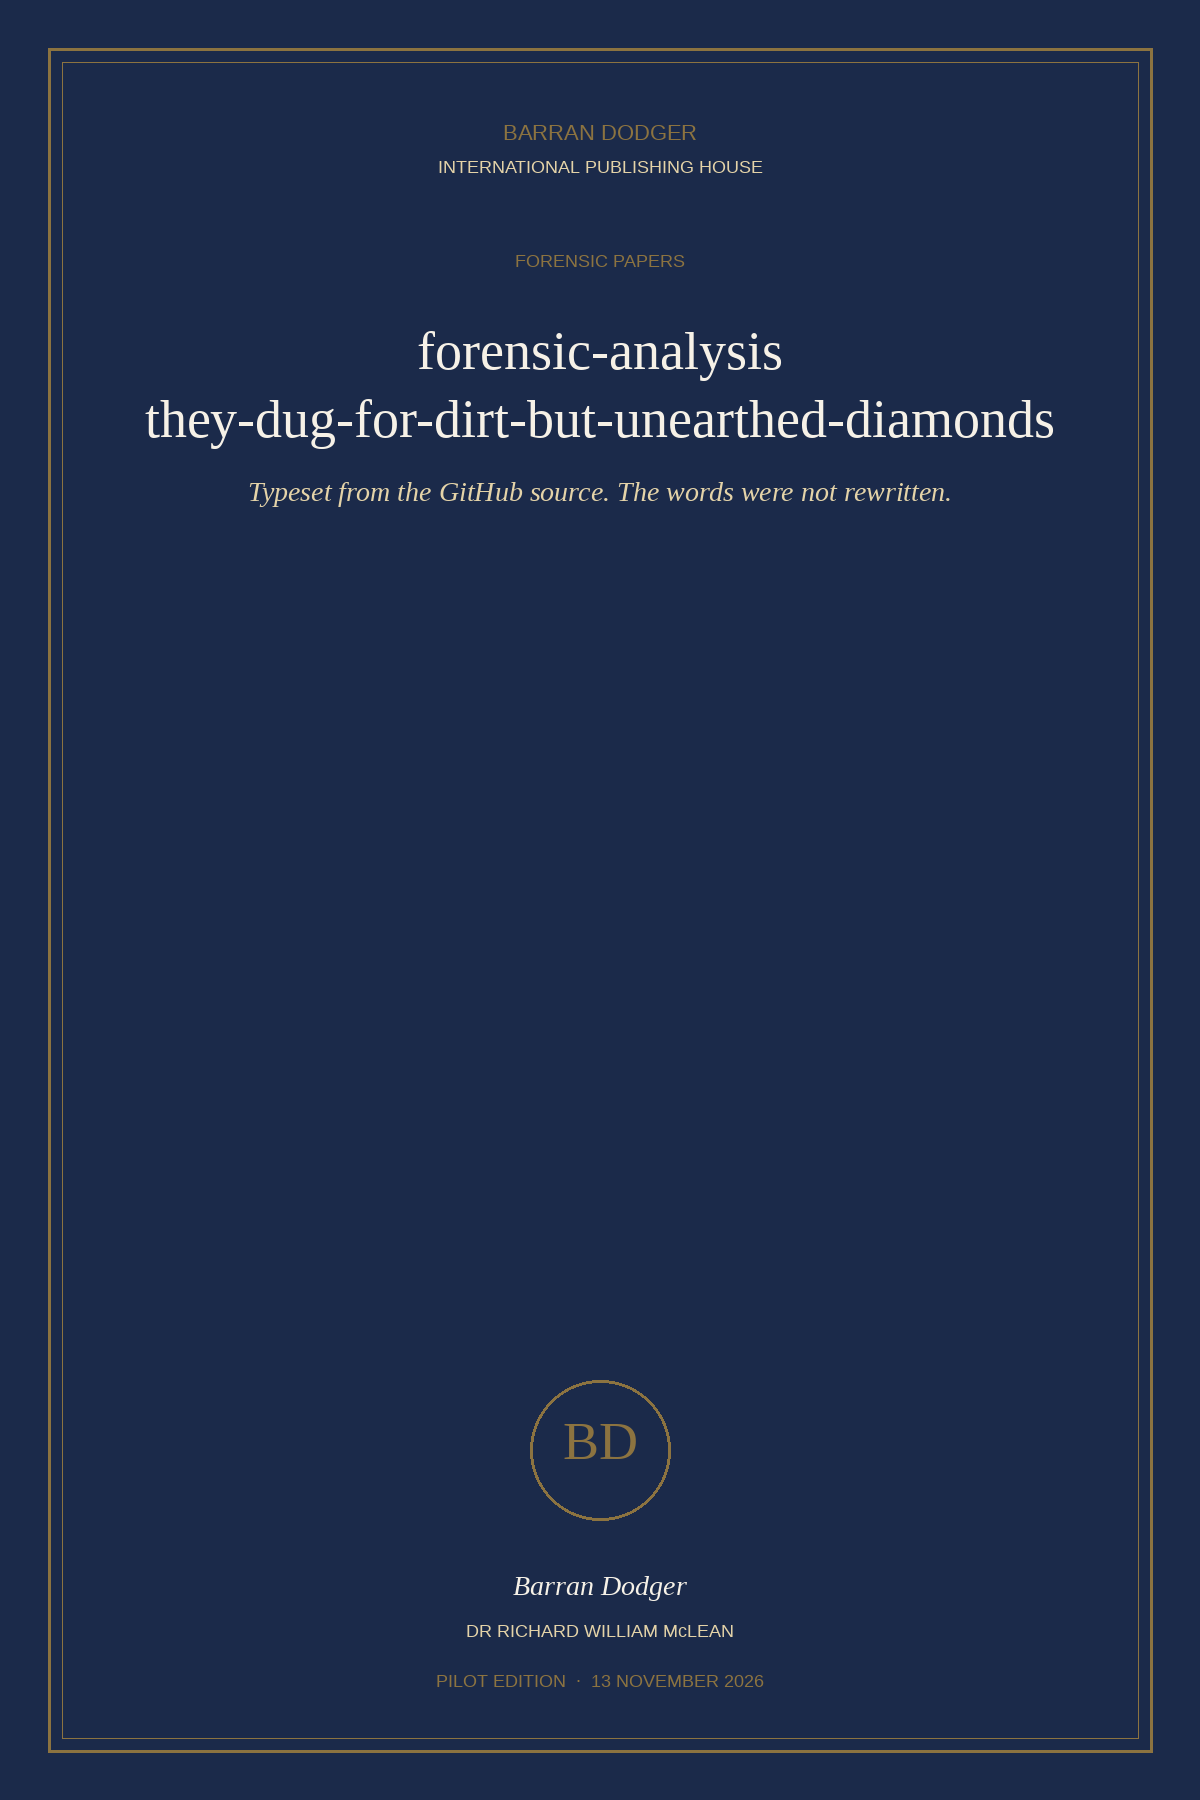 BARRAN DODGER
INTERNATIONAL PUBLISHING HOUSE
FORENSIC PAPERS
forensic-analysis
they-dug-for-dirt-but-unearthed-diamonds
Typeset from the GitHub source. The words were not rewritten.
BD
Barran Dodger
DR RICHARD WILLIAM McLEAN
PILOT EDITION · 13 NOVEMBER 2026